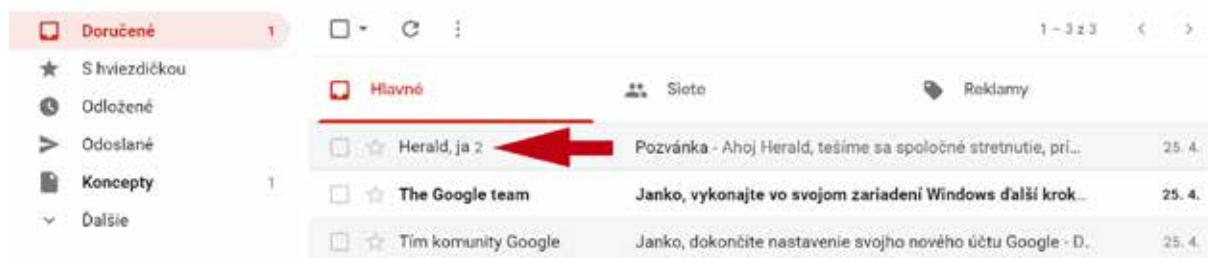 Doručené 1
S hviezdičkou
Odložené
Odoslané
Koncepty 1
Ďalšie
1 – 3 z 3
Hlavné Siete Reklamy
Herald, ja 2 Pozvánka - Ahoj Herald, tešíme sa spoločné stretnutie, prí... 25. 4.
The Google team Janko, vykonajte vo svojom zariadení Windows ďalší krok... 25. 4.
Tím komunity Google Janko, dokončite nastavenie svojho nového účtu Google - D.. 25. 4.